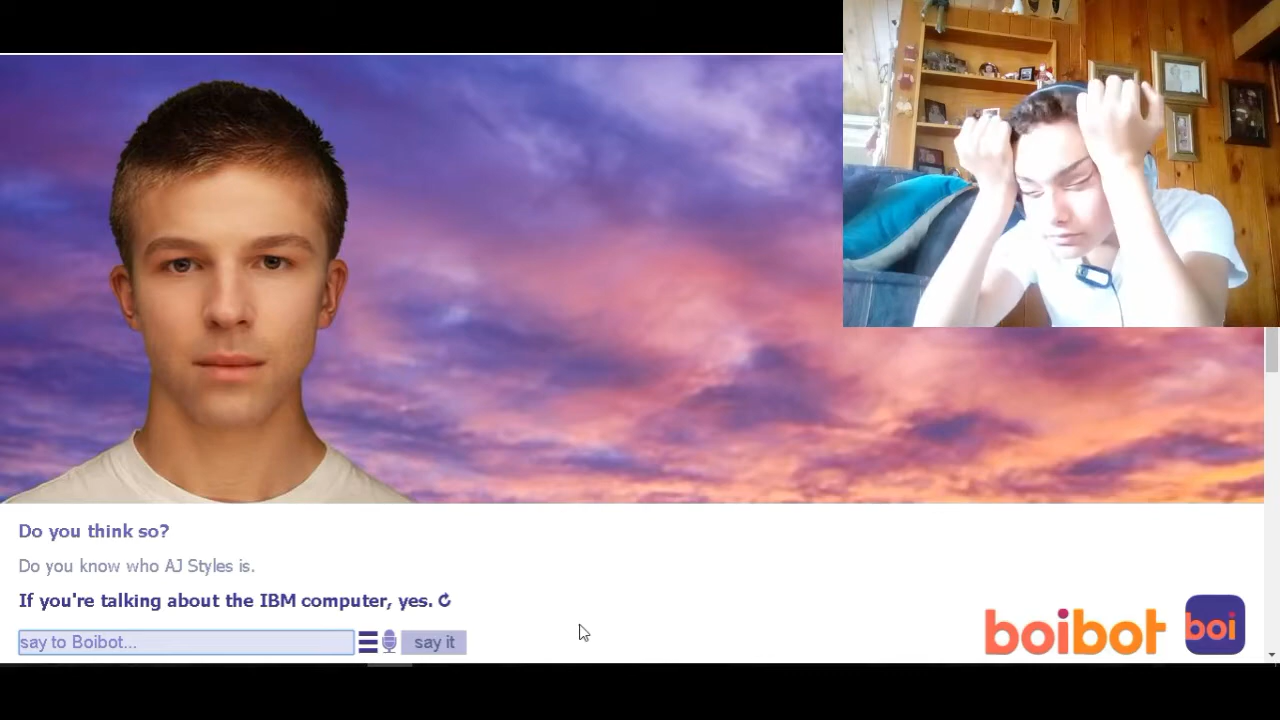 Do you think so?
Do you know who AJ Styles is.
If you're talking about the IBM computer, yes.
say to Boibot...
say it
boibot
boi